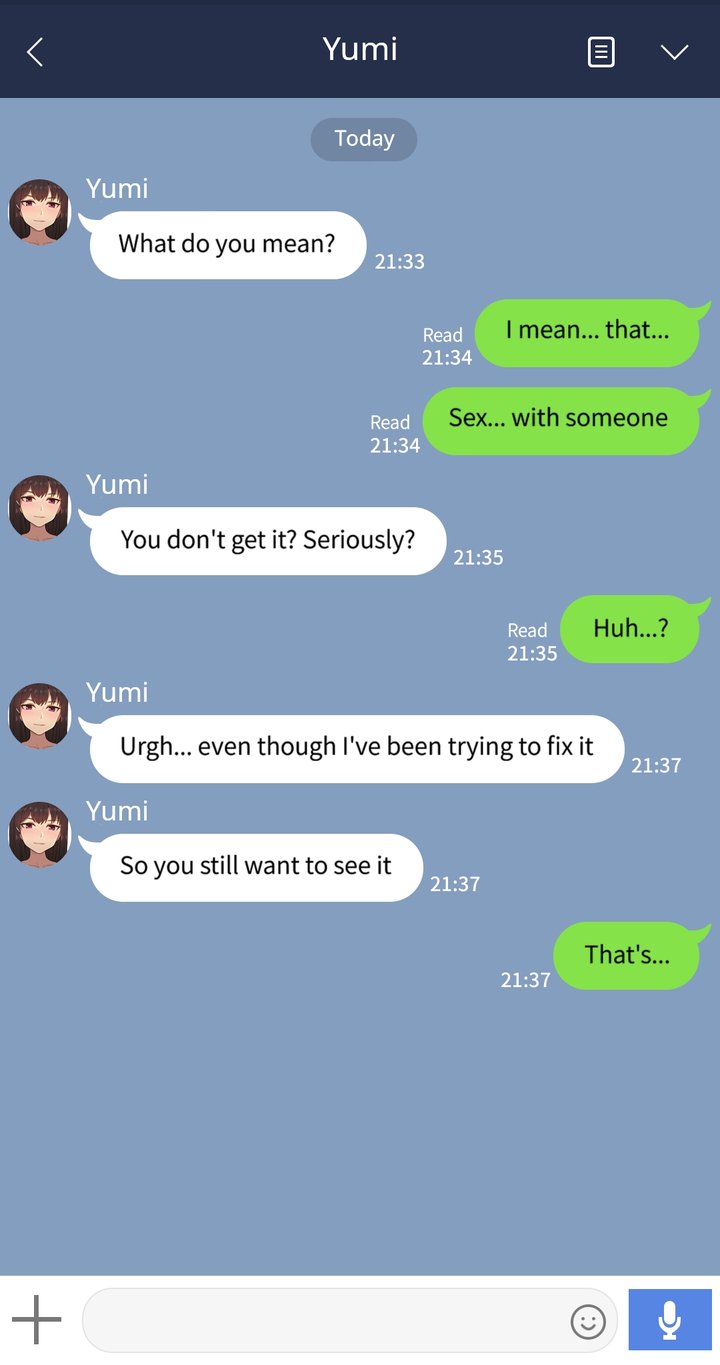 Yumi
Today
Yumi
What do you mean?
21:33
I mean... that...
Read
21:34
Sex... with someone
Read
21:34
Yumi
You don't get it? Seriously?
21:35
Huh...?
Read
21:35
Yumi
Urgh... even though I've been trying to fix it
21:37
Yumi
So you still want to see it
21:37
That's...
21:37